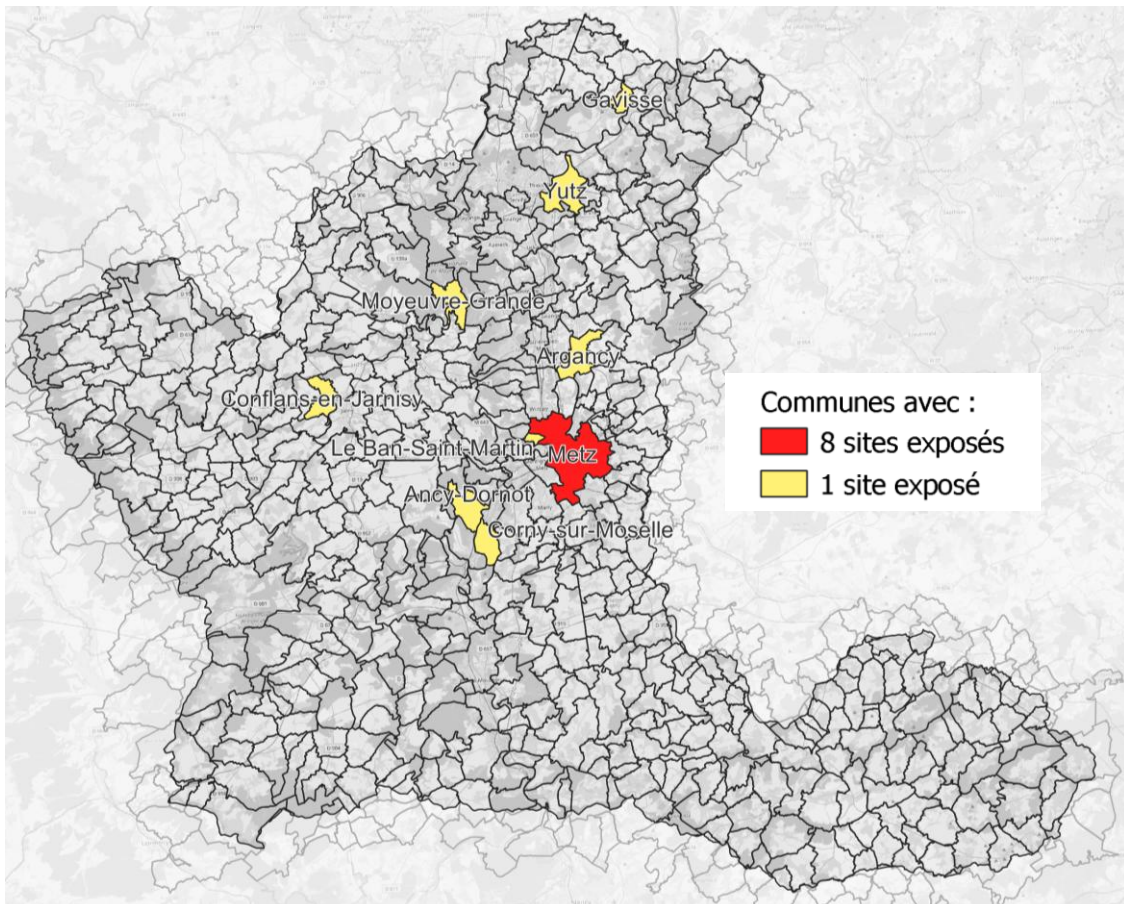 Gavisse
Yutz
Moyeuvre-Grande
Argancy
Conflans-en-Jarnisy
Communes avec :
8 sites exposés
1 site exposé
Le Ban-Saint-Martin
Metz
Ancy-Dornot
Corny-sur-Moselle